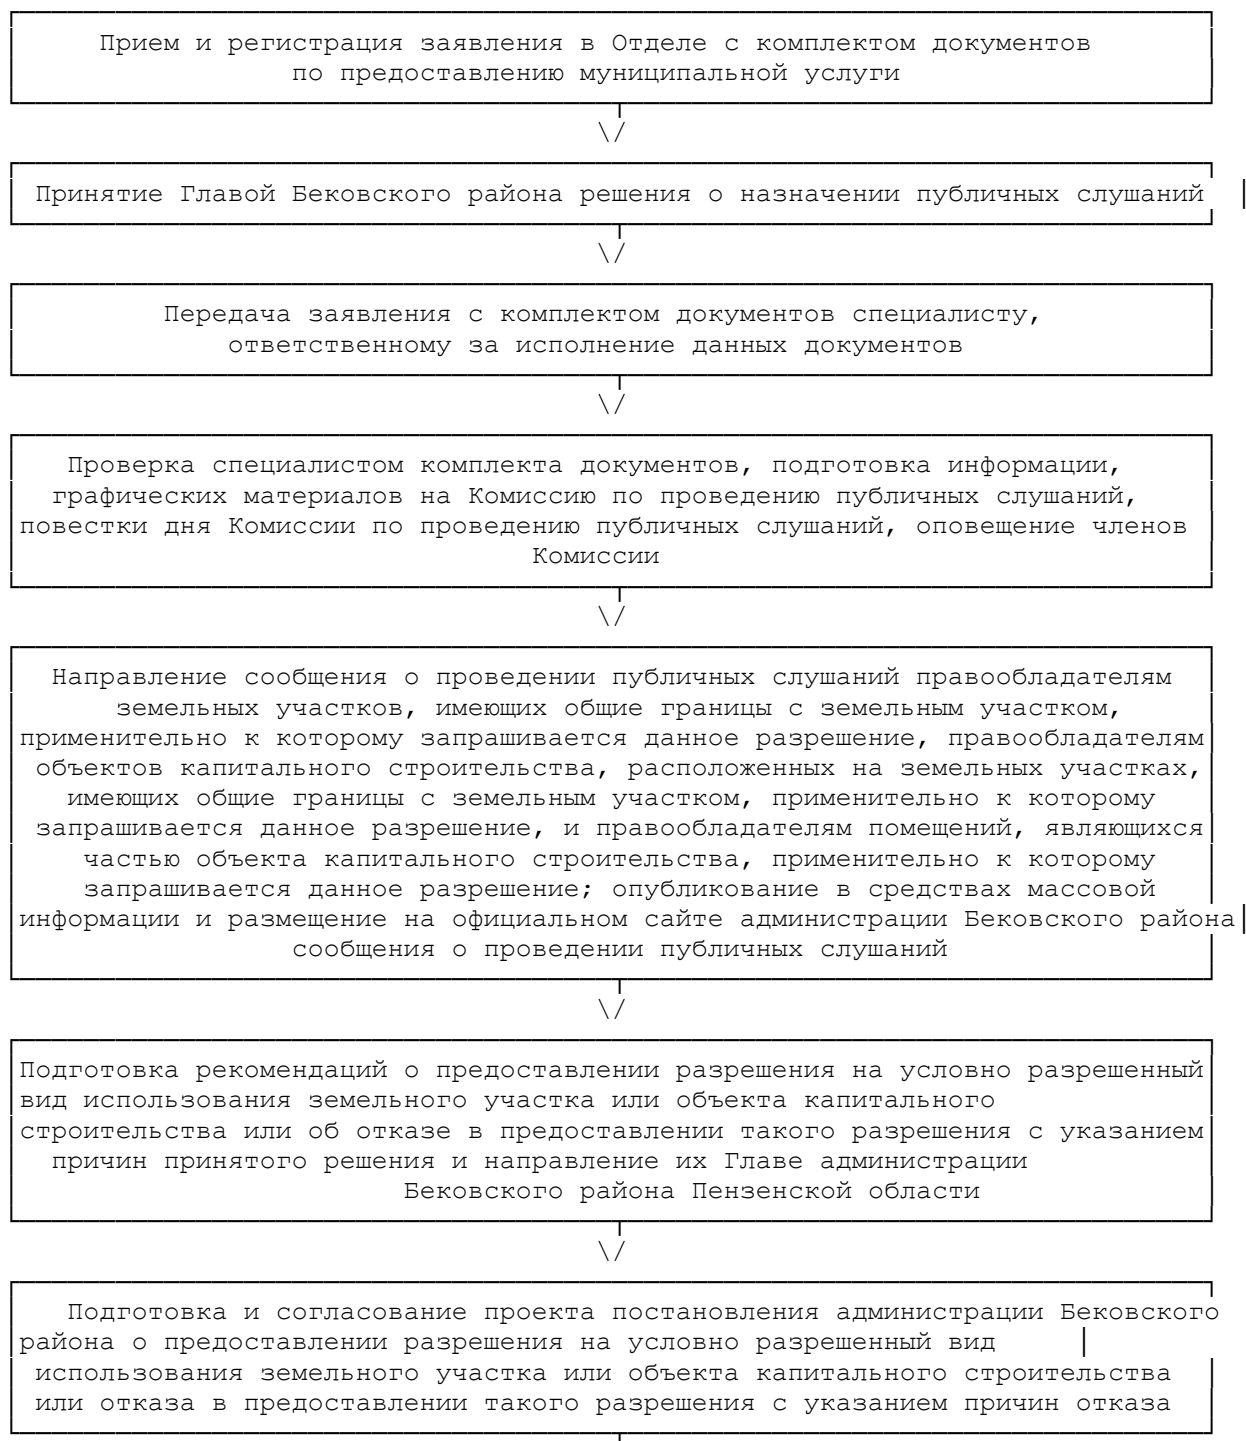 Прием и регистрация заявления в Отделе с комплектом документов
по предоставлению муниципальной услуги
\/
Принятие Главой Бековского района решения о назначении публичных слушаний
\/
Передача заявления с комплектом документов специалисту,
ответственному за исполнение данных документов
\/
Проверка специалистом комплекта документов, подготовка информации,
графических материалов на Комиссию по проведению публичных слушаний,
повестки дня Комиссии по проведению публичных слушаний, оповещение членов
Комиссии
\/
Направление сообщения о проведении публичных слушаний правообладателям
земельных участков, имеющих общие границы с земельным участком,
применительно к которому запрашивается данное разрешение, правообладателям
объектов капитального строительства, расположенных на земельных участках,
имеющих общие границы с земельным участком, применительно к которому
запрашивается данное разрешение, и правообладателям помещений, являющихся
частью объекта капитального строительства, применительно к которому
запрашивается данное разрешение; опубликование в средствах массовой
информации и размещение на официальном сайте администрации Бековского района
сообщения о проведении публичных слушаний
\/
Подготовка рекомендаций о предоставлении разрешения на условно разрешенный
вид использования земельного участка или объекта капитального
строительства или об отказе в предоставлении такого разрешения с указанием
причин принятого решения и направление их Главе администрации
Бековского района Пензенской области
\/
Подготовка и согласование проекта постановления администрации Бековского
района о предоставлении разрешения на условно разрешенный вид
использования земельного участка или объекта капитального строительства
или отказа в предоставлении такого разрешения с указанием причин отказа